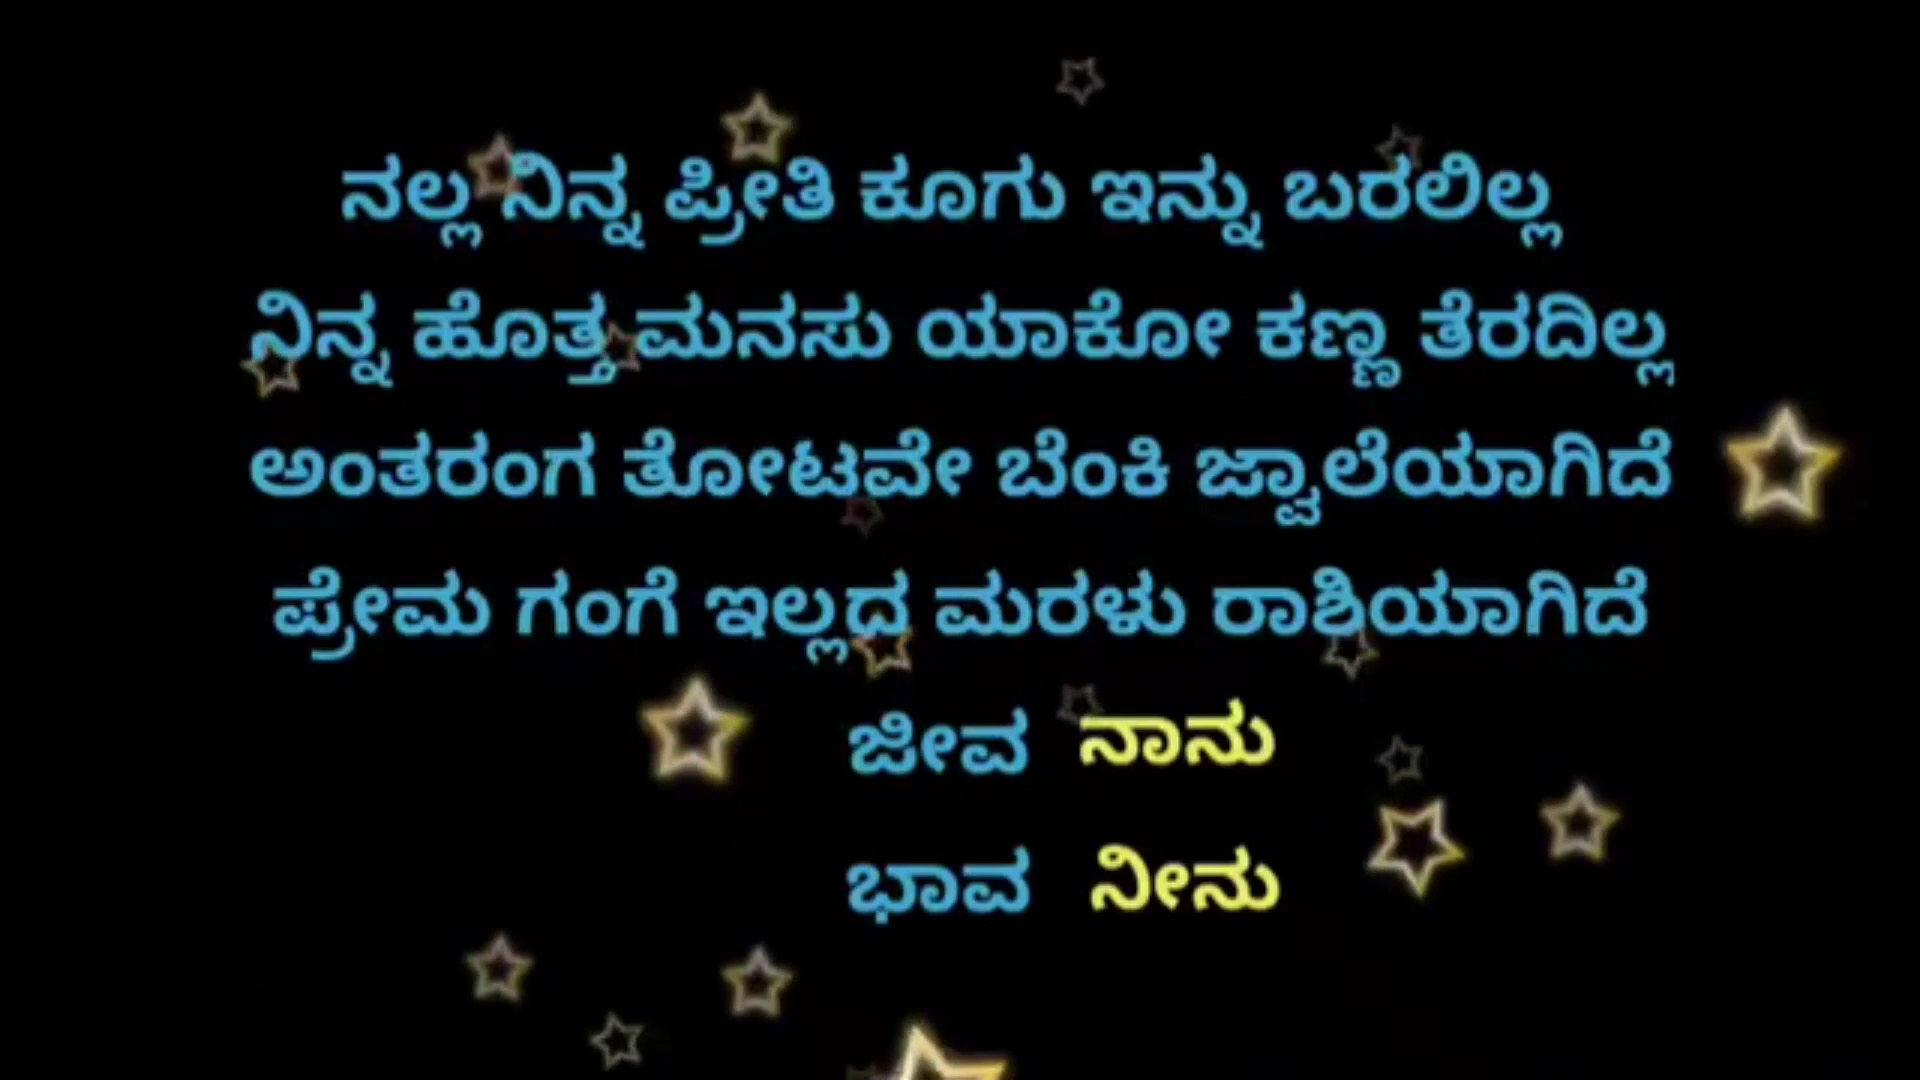 ನಲ್ಲ ನಿನ್ನ ಪ್ರೀತಿ ಕೂಗು ಇನ್ನು ಬರಲಿಲ್ಲ
ನಿನ್ನ ಹೊತ್ತ ಮನಸು ಯಾಕೋ ಕಣ್ಣ ತೆರದಿಲ್ಲ
ಅಂತರಂಗ ತೋಟವೇ ಬೆಂಕಿ ಜ್ವಾಲೆಯಾಗಿದೆ
ಪ್ರೇಮ ಗಂಗೆ ಇಲ್ಲದ ಮರಳು ರಾಶಿಯಾಗಿದೆ
ಜೀವ ನಾನು
ಭಾವ ನೀನು